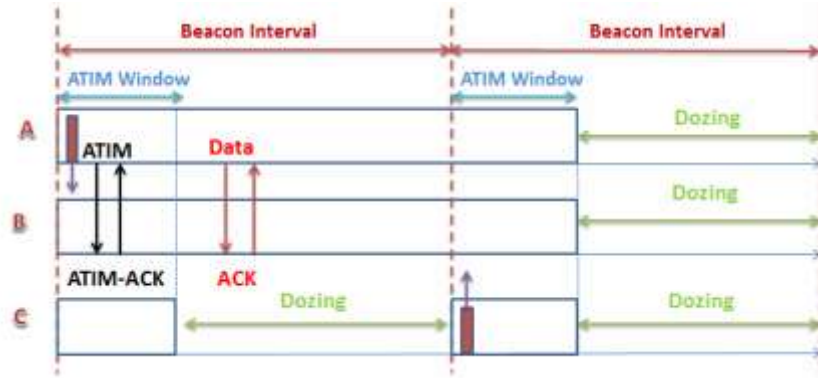 Beacon Interval Beacon Interval
ATIM Window ATIM Window
A
Dozing
ATIM Data
B
Dozing
ATIM-ACK ACK
C
Dozing Dozing